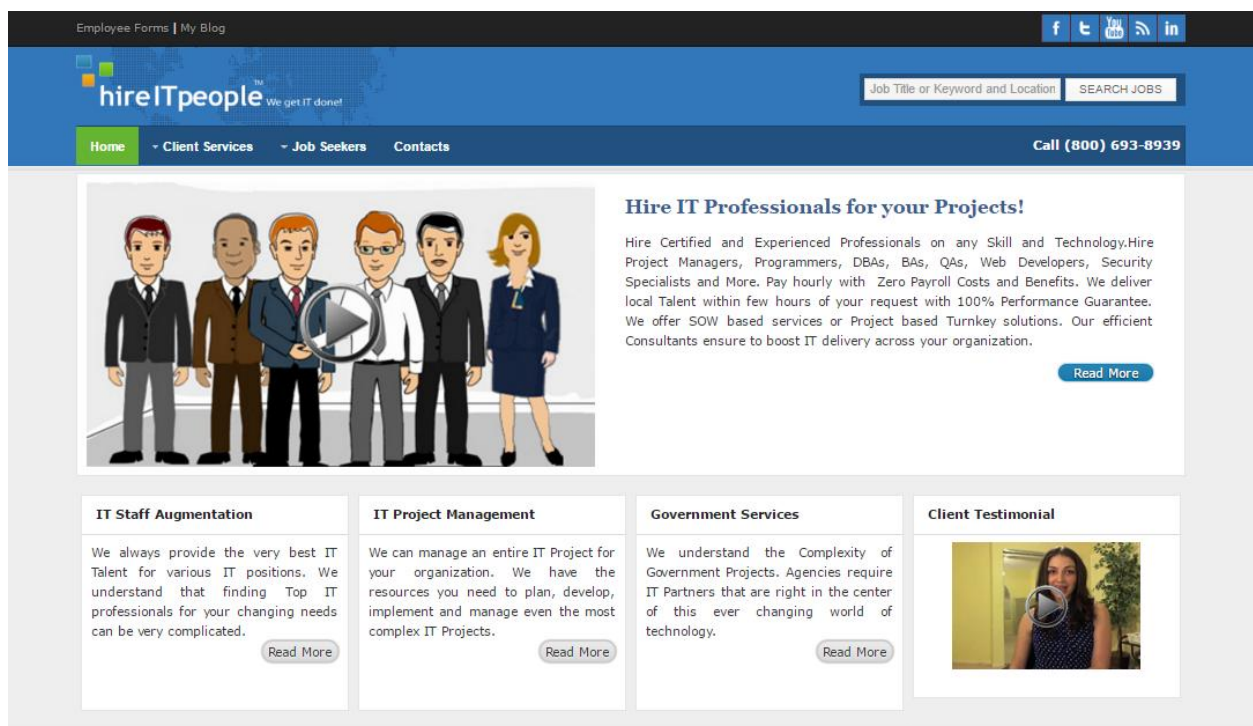 Employee Forms | My Blog
f t You Tube in
hireITpeople™ We get IT done!
Job Title or Keyword and Location SEARCH JOBS
Home Client Services Job Seekers Contacts Call (800) 693-8939
Hire IT Professionals for your Projects!
Hire Certified and Experienced Professionals on any Skill and Technology.Hire
Project Managers, Programmers, DBAs, BAs, QAs, Web Developers, Security
Specialists and More. Pay hourly with Zero Payroll Costs and Benefits. We deliver
local Talent within few hours of your request with 100% Performance Guarantee.
We offer SOW based services or Project based Turnkey solutions. Our efficient
Consultants ensure to boost IT delivery across your organization.
Read More
IT Staff Augmentation
We always provide the very best IT
Talent for various IT positions. We
understand that finding Top IT
professionals for your changing needs
can be very complicated.
Read More
IT Project Management
We can manage an entire IT Project for
your organization. We have the
resources you need to plan, develop,
implement and manage even the most
complex IT Projects.
Read More
Government Services
We understand the Complexity of
Government Projects. Agencies require
IT Partners that are right in the center
of this ever changing world of
technology.
Read More
Client Testimonial